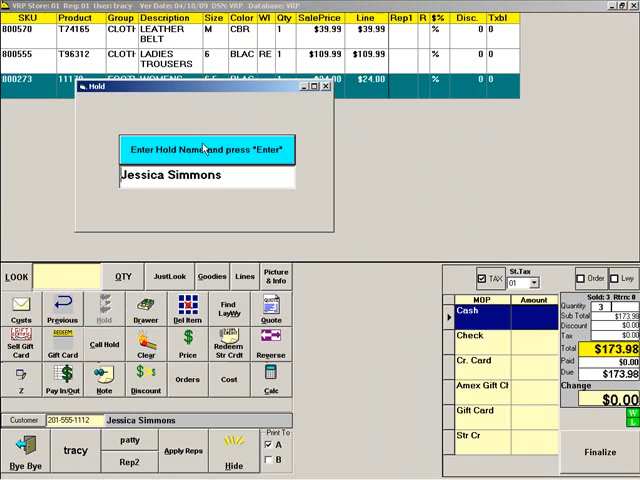 VRP Store: 01 Reg: 01 User: tracy Ver Date: 04/10 DSN: VRP Database: VRP
SKU Product Group Description Size Color WI Qty SalePrice Line Rep1 R $% Disc. Txbl
800570 T74165 CLOTH LEATHER BELT M CBR 1 $39.99 $39.99 % 0 0
800555 T96312 CLOTH LADIES TROUSERS 6 BLAC RE 1 $109.99 $109.99 % 0 0
800273 BLAC 1 $24.00 % 0 0
Hold
Enter Hold Name and press "Enter"
Jessica Simmons
LOOK QTY JustLook Goodies Lines Picture & Info
Custs Previous Hold Drawer Del Item Find LayWy Quote
Sell Gift Card Gift Card Call Hold Clear Price Redeem Str Crdt Reverse
Z Pay In/Out Note Discount Orders Cost Calc
Customer 201-555-1112 Jessica Simmons
Bye Bye tracy patty Rep2 Apply Reps Hide Print To A B
TAX St.Tax 01 Order Lwy
MOP Amount
Cash
Check
Cr. Card
Amex Gift Cl
Gift Card
Str Cr
Sold: 3 Rtrn: 0
Quantity 3
Sub Total $173.98
Discount $0.00
Tax $0.00
Total $173.98
Paid $0.00
Due $173.98
Change
$0.00
W
L
Finalize